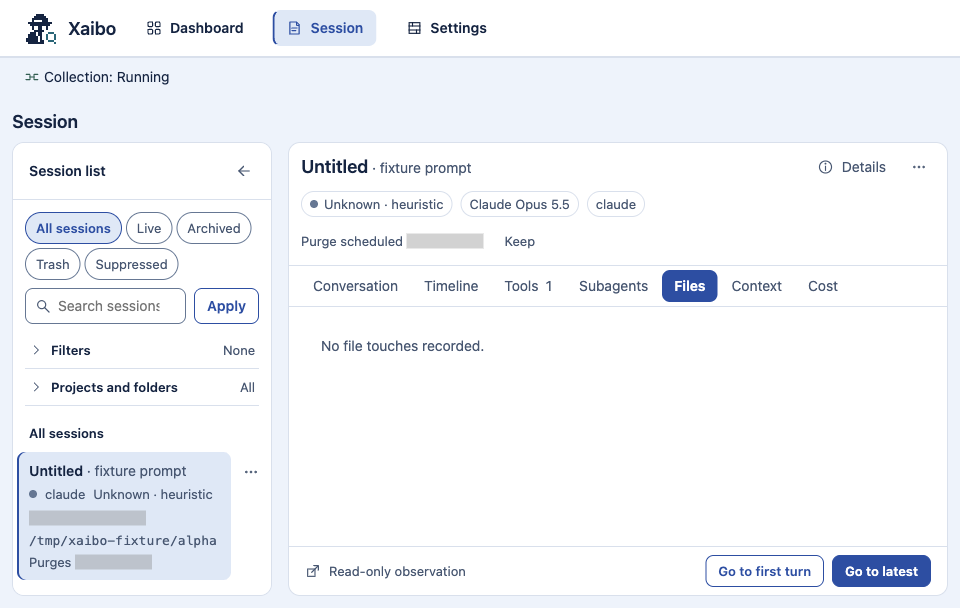 Xaibo
Dashboard
Session
Settings
Collection: Running
Session
Session list
All sessions
Live
Archived
Trash
Suppressed
Search sessions
Apply
Filters
None
Projects and folders
All
All sessions
Untitled · fixture prompt
claude Unknown · heuristic
/tmp/xaibo-fixture/alpha
Purges
Untitled · fixture prompt
Details
Unknown · heuristic
Claude Opus 5.5
claude
Purge scheduled
Keep
Conversation
Timeline
Tools 1
Subagents
Files
Context
Cost
No file touches recorded.
Read-only observation
Go to first turn
Go to latest